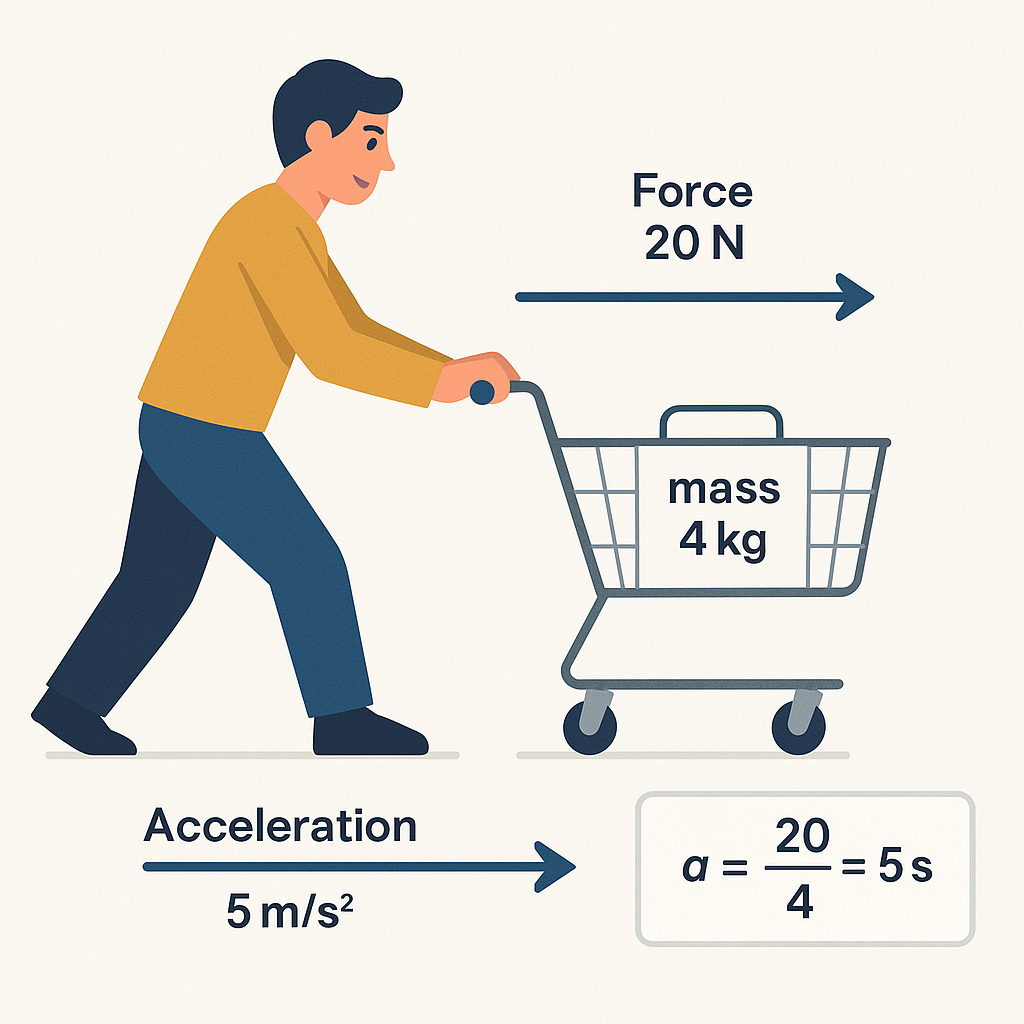 Force
20 N
mass
4 kg
Acceleration
5 m/s²
a = 20/4 = 5 s